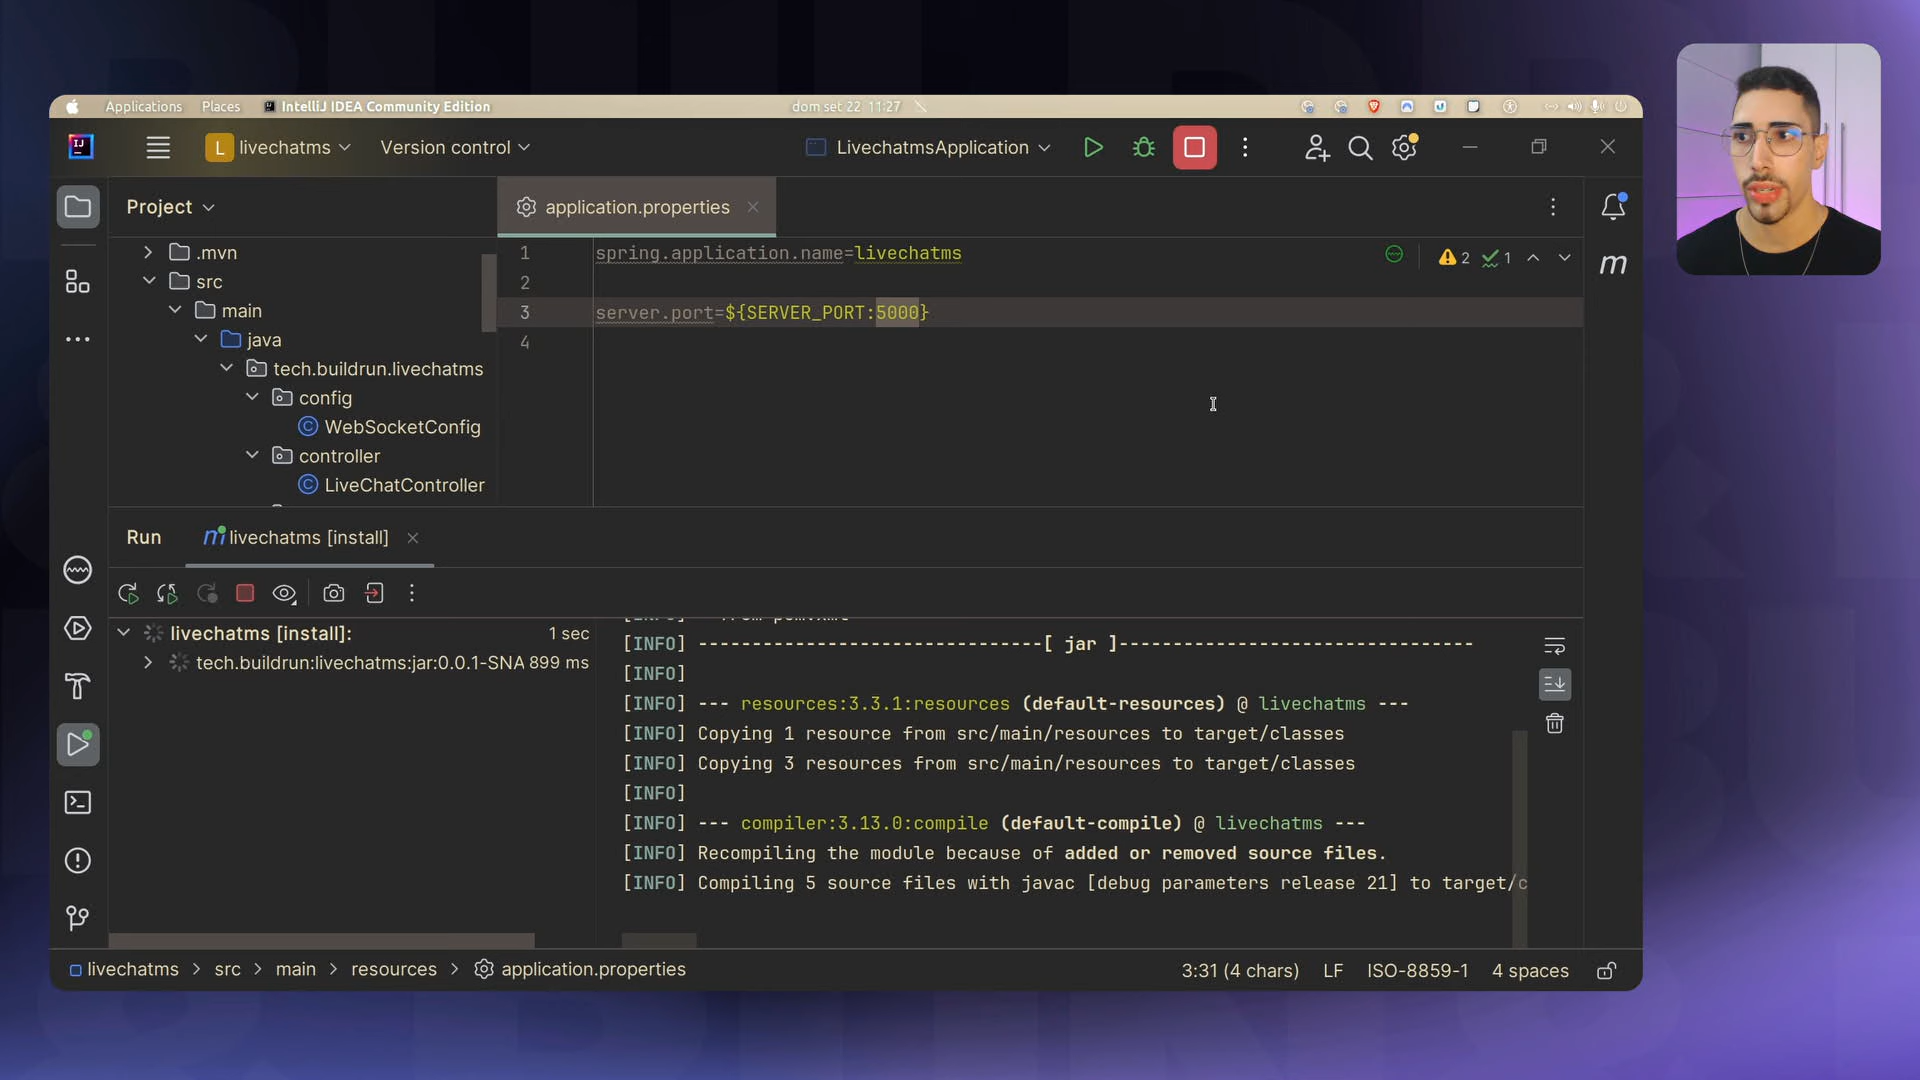 Applications Places IntelliJ IDEA Community Edition dom set 22 11:27
IJ L livechatms Version control LivechatmsApplication
Project application.properties
.mvn
src
main
java
tech.buildrun.livechatms
config
WebSocketConfig
controller
LiveChatController
1 spring.application.name=livechatms
2
3 server.port=${SERVER_PORT:5000}
4
2 1
m
Run livechatms [install]
livechatms [install]: 1 sec
tech.buildrun:livechatms:jar:0.0.1-SNA 899 ms
[INFO] --------------------------------[ jar ]---------------------------------
[INFO]
[INFO] --- resources:3.3.1:resources (default-resources) @ livechatms ---
[INFO] Copying 1 resource from src/main/resources to target/classes
[INFO] Copying 3 resources from src/main/resources to target/classes
[INFO]
[INFO] --- compiler:3.13.0:compile (default-compile) @ livechatms ---
[INFO] Recompiling the module because of added or removed source files.
[INFO] Compiling 5 source files with javac [debug parameters release 21] to target/c
livechatms > src > main > resources > application.properties 3:31 (4 chars) LF ISO-8859-1 4 spaces